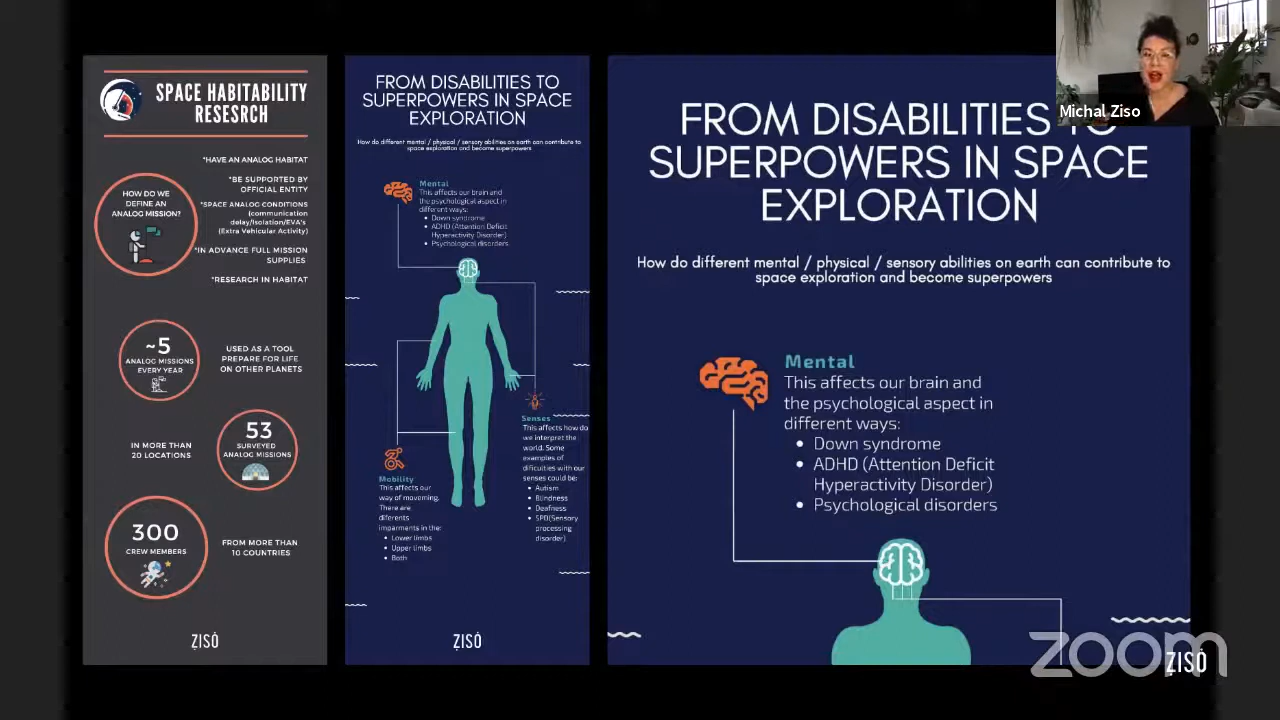 SPACE HABITABILITY
RESESRCH
*HAVE AN ANALOG HABITAT
*BE SUPPORTED BY
OFFICIAL ENTITY
*SPACE ANALOG CONDITIONS
(communication
delay/Isolation/EVA's
(Extra Vehicular Activity)
*IN ADVANCE FULL MISSION
SUPPLIES
*RESEARCH IN HABITAT
HOW DO WE
DEFINE AN
ANALOG MISSION?
~5
ANALOG MISSIONS
EVERY YEAR
USED AS A TOOL
PREPARE FOR LIFE
ON OTHER PLANETS
IN MORE THAN
20 LOCATIONS
53
SURVEYED
ANALOG MISSIONS
300
CREW MEMBERS
FROM MORE THAN
10 COUNTRIES
ẒISÒ
FROM DISABILITIES TO
SUPERPOWERS IN SPACE
EXPLORATION
How do different mental / physical / sensory abilities on earth can contribute to
space exploration and become superpowers
Mental
This affects our brain and
the psychological aspect in
different ways:
• Down syndrome
• ADHD (Attention Deficit
Hyperactivity Disorder)
• Psychological disorders
Senses
This affects how do
we interpret the
world. Some
examples of
dificulties with our
senses could be:
• Autism
• Blindness
• Deafness
• SPD(Sensory
processing
disorder)
Mobility
This affects our
way of movening.
There are
diferents
imparments in the:
• Lower limbs
• Upper limbs
• Both
ẒISÒ
FROM DISABILITIES TO
SUPERPOWERS IN SPACE
EXPLORATION
How do different mental / physical / sensory abilities on earth can contribute to
space exploration and become superpowers
Mental
This affects our brain and
the psychological aspect in
different ways:
• Down syndrome
• ADHD (Attention Deficit
Hyperactivity Disorder)
• Psychological disorders
Michal Ziso
zoom
ẒISÒ